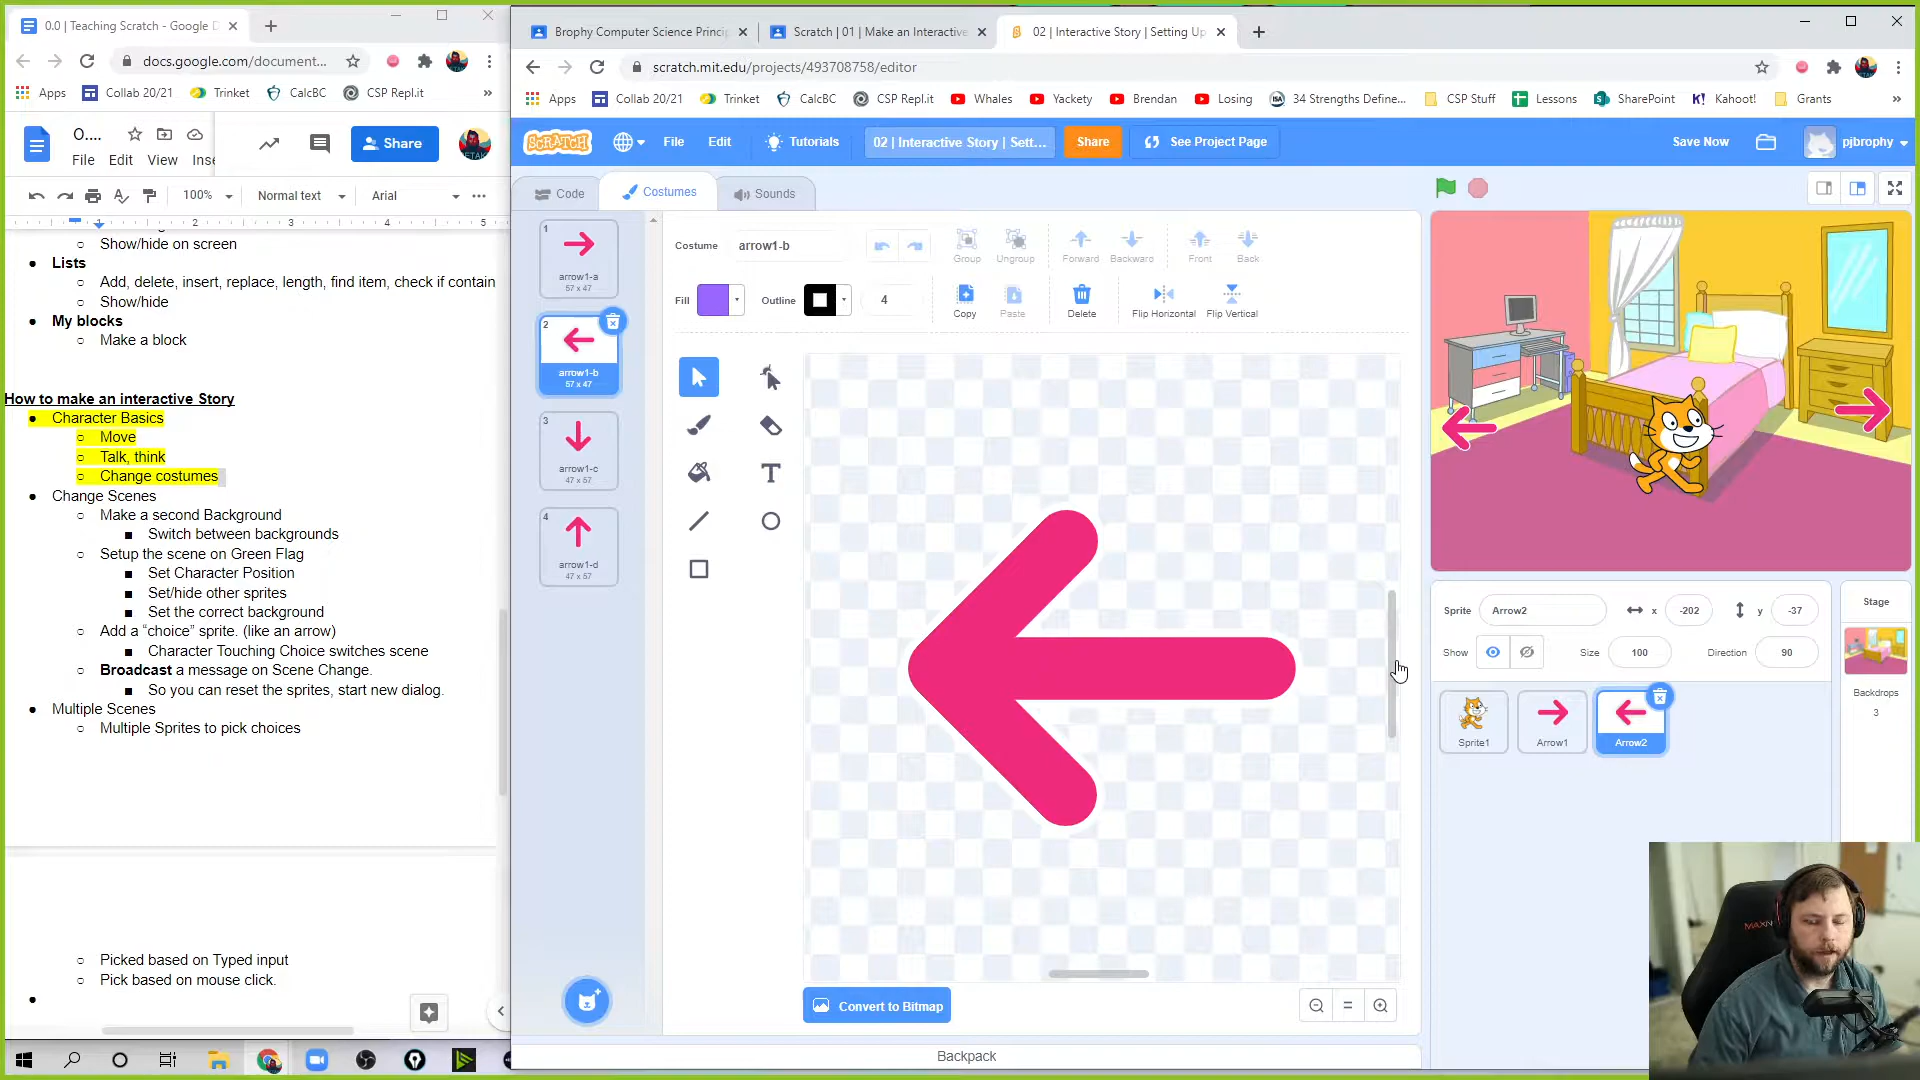 0.0 | Teaching Scratch - Google D
docs.google.com/document...
Apps
Collab 20/21
Trinket
CalcBC
CSP Repl.it
»
O....
File
Edit
View
Inse
Share
100%
Normal text
Arial
1
2
3
4
5
Show/hide on screen
Lists
Add, delete, insert, replace, length, find item, check if contain
Show/hide
My blocks
Make a block
How to make an interactive Story
Character Basics
Move
Talk, think
Change costumes
Change Scenes
Make a second Background
Switch between backgrounds
Setup the scene on Green Flag
Set Character Position
Set/hide other sprites
Set the correct background
Add a “choice” sprite. (like an arrow)
Character Touching Choice switches scene
Broadcast a message on Scene Change.
So you can reset the sprites, start new dialog.
Multiple Scenes
Multiple Sprites to pick choices
Picked based on Typed input
Pick based on mouse click.
Brophy Computer Science Princip
Scratch | 01 | Make an Interactive
02 | Interactive Story | Setting Up
scratch.mit.edu/projects/493708758/editor
Apps
Collab 20/21
Trinket
CalcBC
CSP Repl.it
Whales
Yackety
Brendan
Losing
34 Strengths Define...
CSP Stuff
Lessons
SharePoint
Kahoot!
Grants
»
SCRATCH
File
Edit
Tutorials
02 | Interactive Story | Sett...
Share
See Project Page
Save Now
pjbrophy
Code
Costumes
Sounds
1
arrow1-a
57 x 47
2
arrow1-b
57 x 47
3
arrow1-c
47 x 57
4
arrow1-d
47 x 57
Costume
arrow1-b
Group
Ungroup
Forward
Backward
Front
Back
Fill
Outline
4
Copy
Paste
Delete
Flip Horizontal
Flip Vertical
T
Convert to Bitmap
Backpack
Sprite
Arrow2
x
-202
y
-37
Show
Size
100
Direction
90
Sprite1
Arrow1
Arrow2
Stage
Backdrops
3